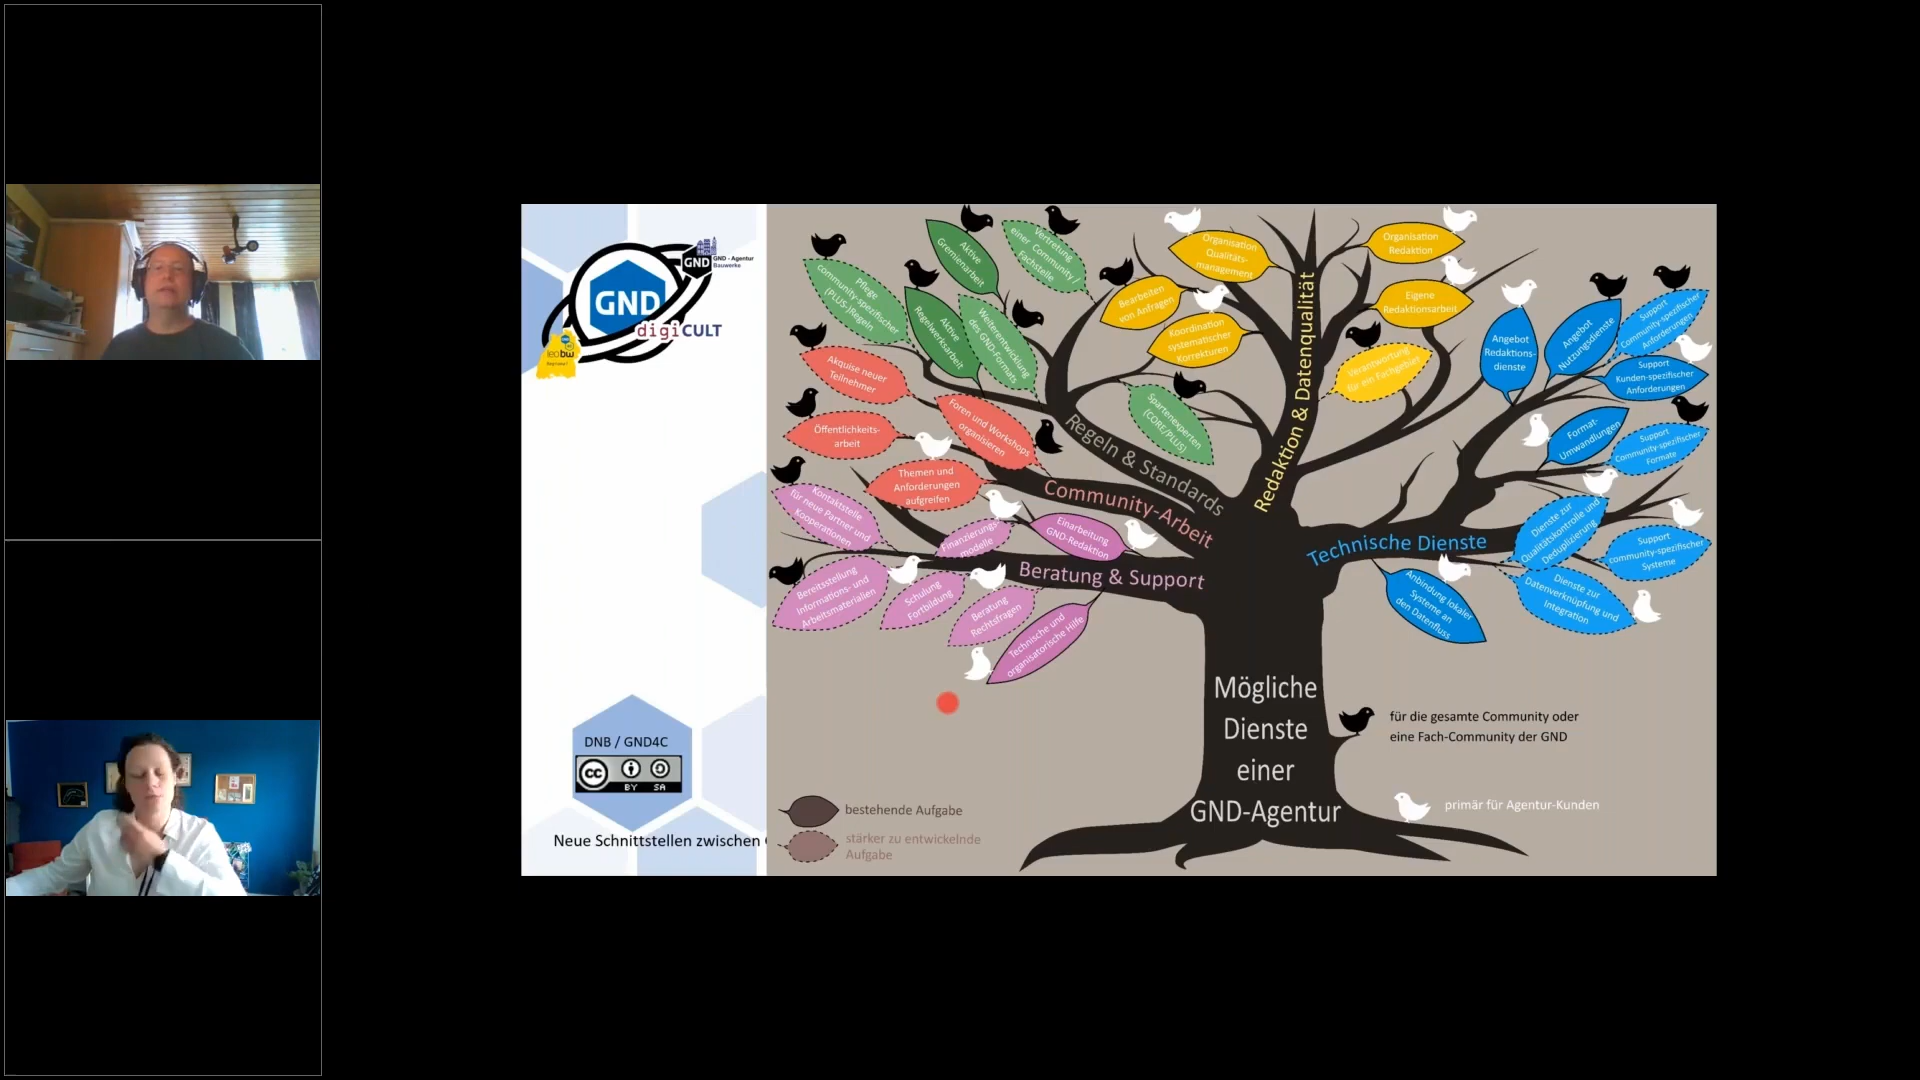 GND
digiCULT
GND
GND - Agentur
Bauwerke
leo bw
DNB / GND4C
cc
BY SA
Neue Schnittstellen zwischen
Pflege
community-spezifischer
(PLUS-)Regeln
Aktive
Gremienarbeit
Vertretung
einer Community /
Fachstelle
Aktive
Regelwerksarbeit
Weiterentwicklung
des GND-Formats
Spartenexperten
(CORE/PLUS)
Regeln & Standards
Akquise neuer
Teilnehmer
Öffentlichkeits-
arbeit
Foren und Workshops
organisieren
Themen und
Anforderungen
aufgreifen
Community-Arbeit
Kontaktstelle
für neue Partner und
Kooperationen
Finanzierungs-
modelle
Einarbeitung
GND-Redaktion
Bereitsstellung
Informations- und
Arbeitsmaterialien
Schulung
Fortbildung
Beratung
Rechtsfragen
Technische und
organisatorische Hilfe
Beratung & Support
Organisation
Qualitäts-
management
Bearbeiten
von Anfragen
Koordination
systematischer
Korrekturen
Organisation
Redaktion
Eigene
Redaktionsarbeit
Verantwortung
für ein Fachgebiet
Redaktion & Datenqualität
Angebot
Redaktions-
dienste
Angebot
Nutzungsdienste
Support
Community-spezifischer
Anforderungen
Support
Kunden-spezifischer
Anforderungen
Format-
Umwandlungen
Support
Community-spezifischer
Formate
Dienste zur
Qualitätskontrolle und
Deduplizierung
Support
community-spezifischer
Systeme
Dienste zur
Datenverknüpfung und
Integration
Anbindung lokaler
Systeme an
den Datenfluss
Technische Dienste
Mögliche
Dienste
einer
GND-Agentur
für die gesamte Community oder
eine Fach-Community der GND
primär für Agentur-Kunden
bestehende Aufgabe
stärker zu entwickelnde
Aufgabe